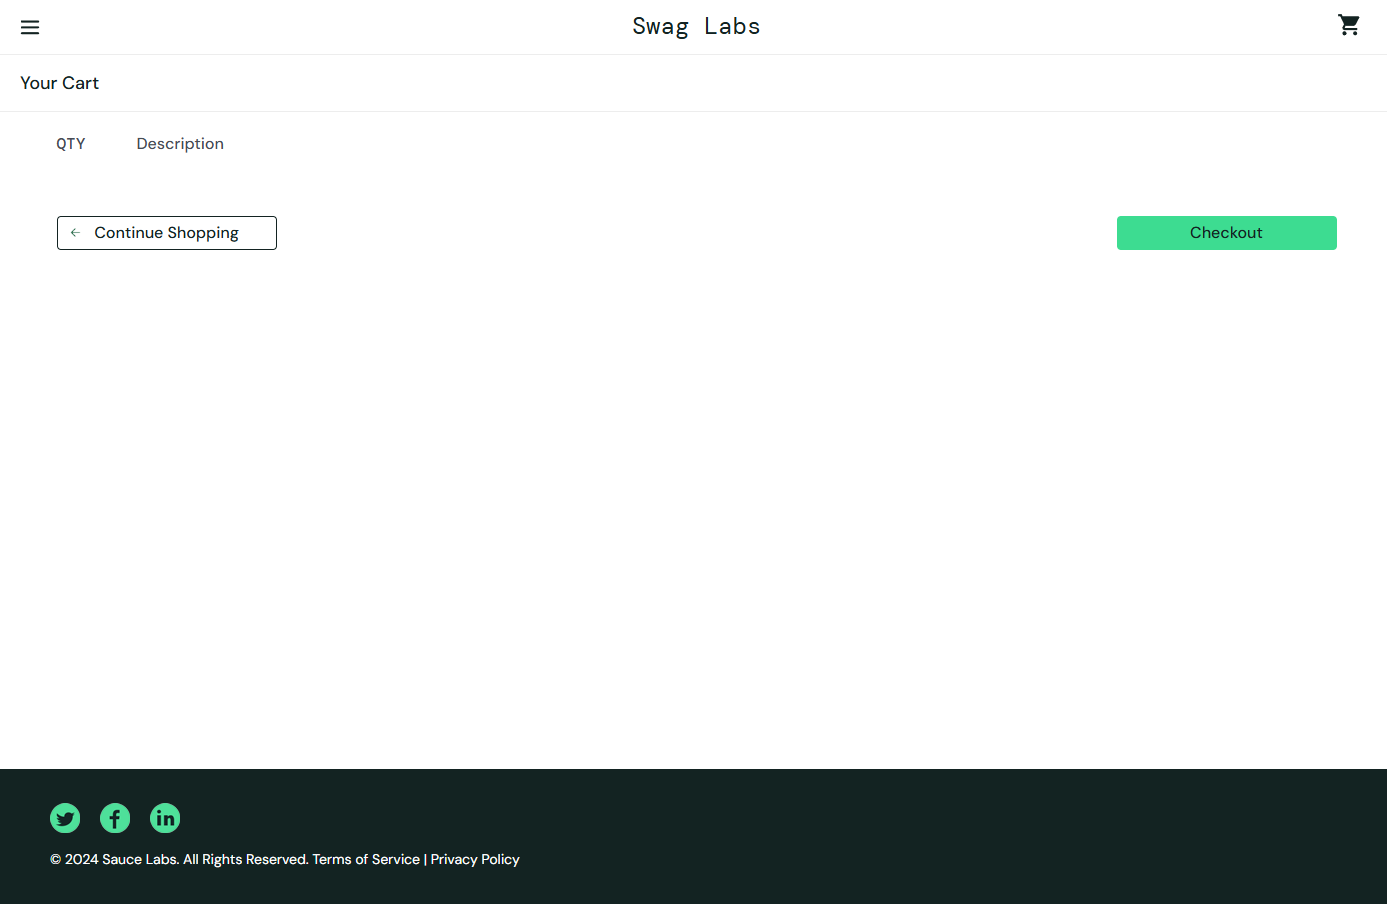 Swag Labs
Your Cart
QTY Description
Continue Shopping
Checkout
© 2024 Sauce Labs. All Rights Reserved. Terms of Service | Privacy Policy